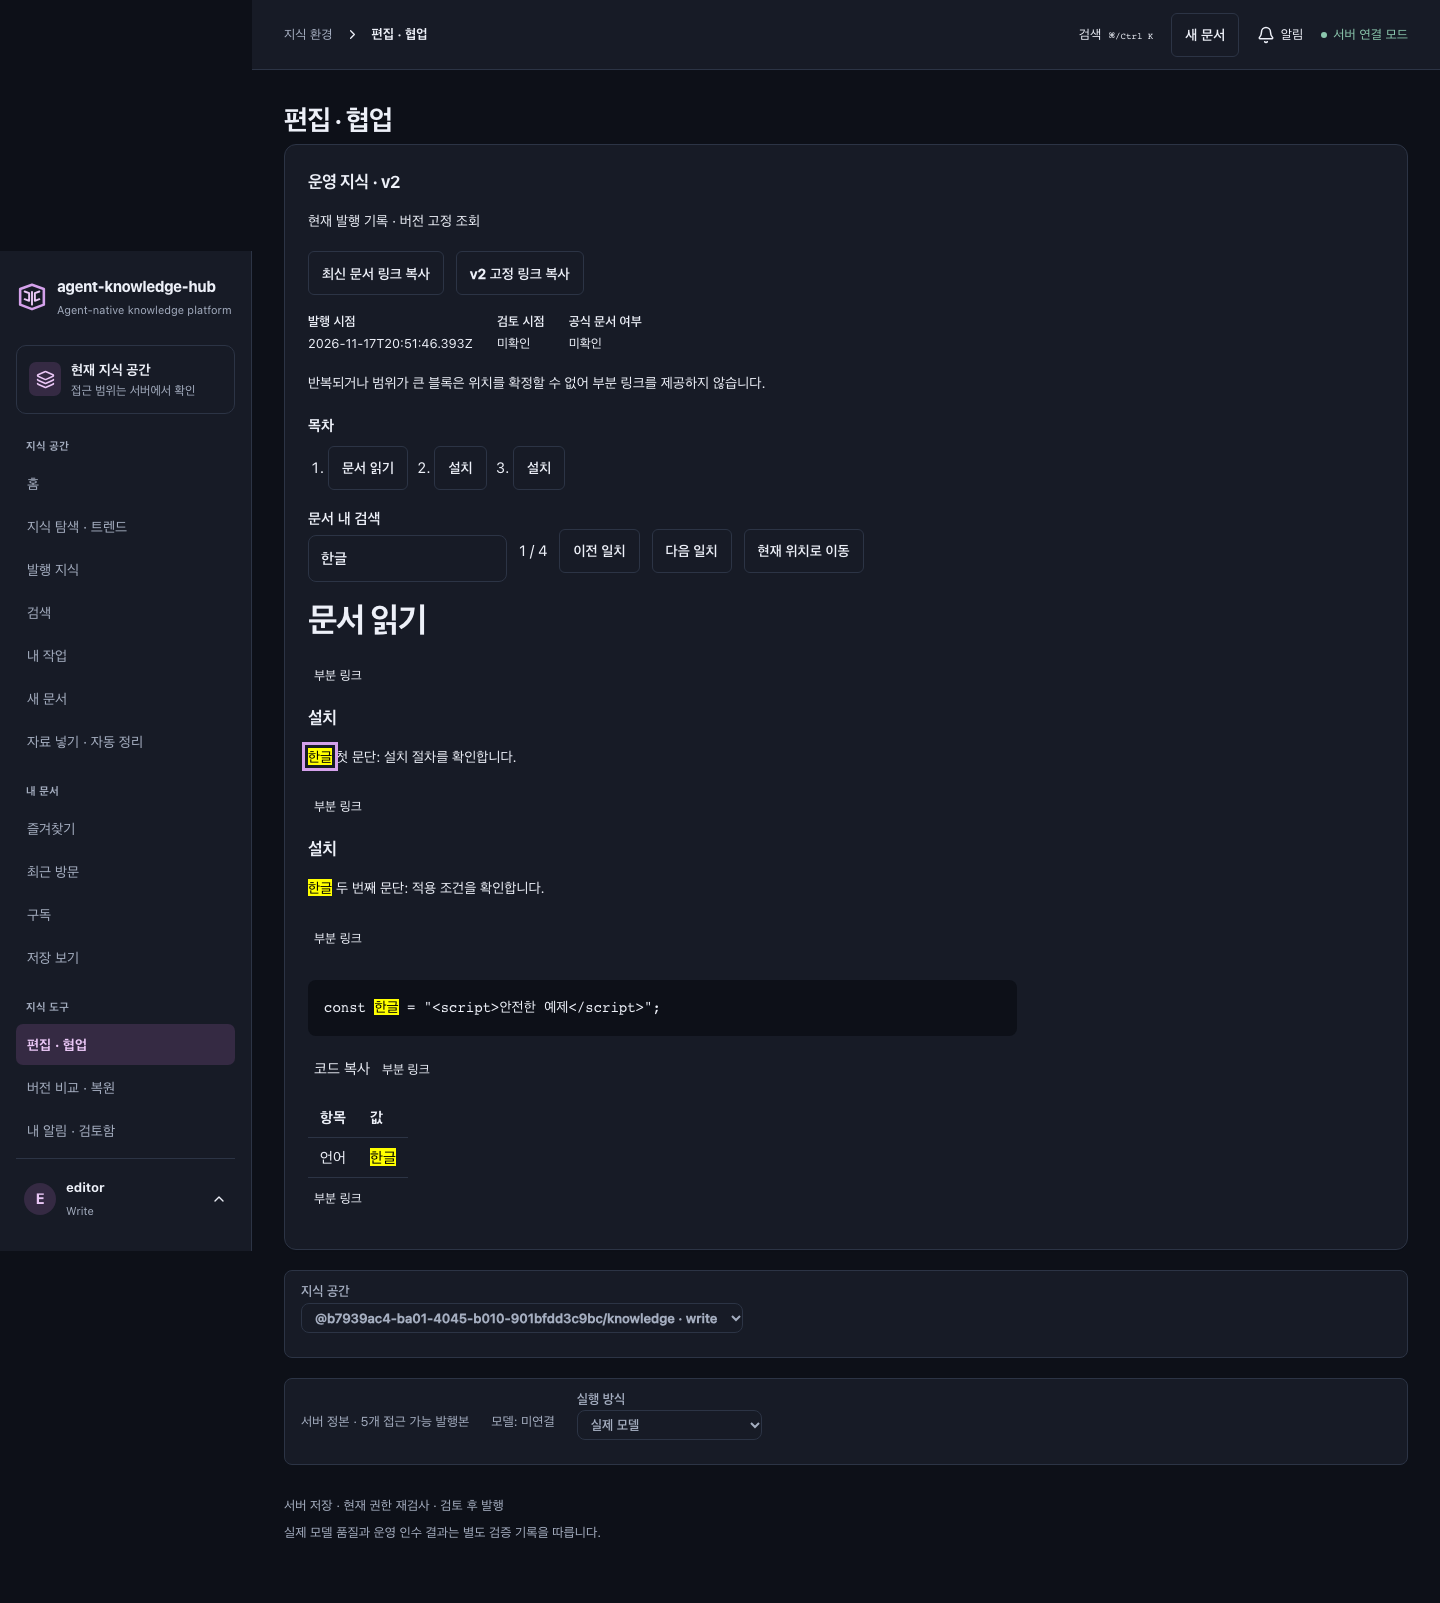 지식 환경 › 편집 · 협업
검색 ⌘/Ctrl K
새 문서
알림
서버 연결 모드
agent-knowledge-hub
Agent-native knowledge platform
현재 지식 공간
접근 범위는 서버에서 확인
지식 공간
홈
지식 탐색 · 트렌드
발행 지식
검색
내 작업
새 문서
자료 넣기 · 자동 정리
내 문서
즐겨찾기
최근 방문
구독
저장 보기
지식 도구
편집 · 협업
버전 비교 · 복원
내 알림 · 검토함
E
editor
Write
편집 · 협업
운영 지식 · v2
현재 발행 기록 · 버전 고정 조회
최신 문서 링크 복사
v2 고정 링크 복사
발행 시점 검토 시점 공식 문서 여부
2026-11-17T20:51:46.393Z 미확인 미확인
반복되거나 범위가 큰 블록은 위치를 확정할 수 없어 부분 링크를 제공하지 않습니다.
목차
1. 문서 읽기 2. 설치 3. 설치
문서 내 검색
한글 1 / 4 이전 일치 다음 일치 현재 위치로 이동
문서 읽기
부분 링크
설치
한글 첫 문단: 설치 절차를 확인합니다.
부분 링크
설치
한글 두 번째 문단: 적용 조건을 확인합니다.
부분 링크
const 한글 = "<script>안전한 예제</script>";
코드 복사 부분 링크
항목 값
언어 한글
부분 링크
지식 공간
@b7939ac4-ba01-4045-b010-901bfdd3c9bc/knowledge · write
실행 방식
서버 정본 · 5개 접근 가능 발행본 모델: 미연결 실제 모델
서버 저장 · 현재 권한 재검사 · 검토 후 발행
실제 모델 품질과 운영 인수 결과는 별도 검증 기록을 따릅니다.